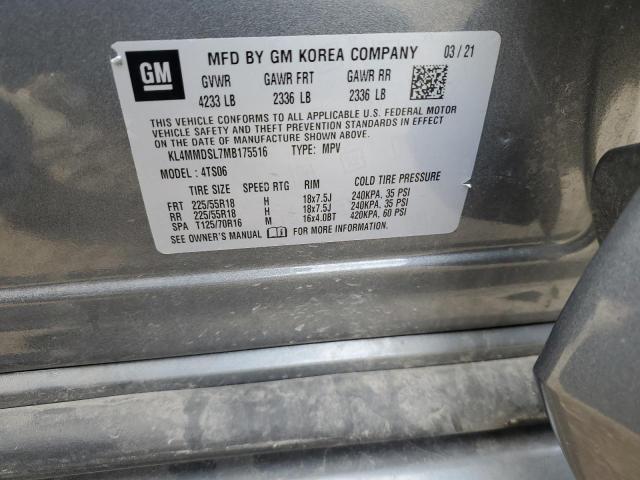 GM
MFD BY GM KOREA COMPANY 03 / 21
GVWR GAWR FRT GAWR RR
4233 LB 2336 LB 2336 LB
THIS VEHICLE CONFORMS TO ALL APPLICABLE U.S. FEDERAL MOTOR
VEHICLE SAFETY AND THEFT PREVENTION STANDARDS IN EFFECT
ON THE DATE OF MANUFACTURE SHOWN ABOVE.
KL4MMDSL7MB175516 TYPE: MPV
MODEL : 4TS06
TIRE SIZE SPEED RTG RIM COLD TIRE PRESSURE
FRT 225/55R18 H 18x7.5J 240KPA, 35 PSI
RR 225/55R18 H 18x7.5J 240KPA, 35 PSI
SPA T125/70R16 M 16x4.0BT 420KPA, 60 PSI
SEE OWNER'S MANUAL FOR MORE INFORMATION.